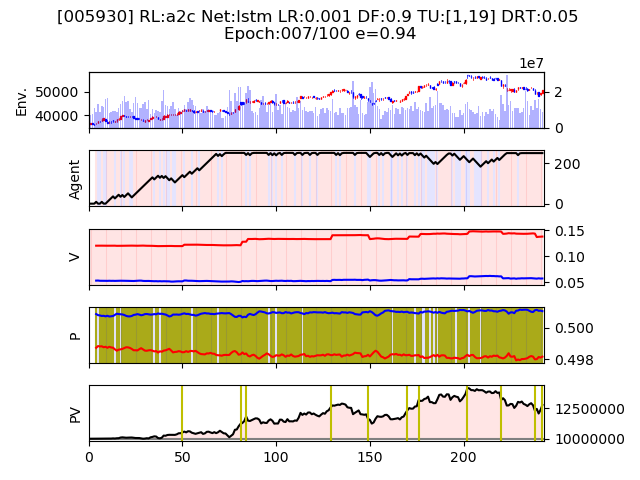 [005930] RL:a2c Net:lstm LR:0.001 DF:0.9 TU:[1,19] DRT:0.05
Epoch:007/100 e=0.94
1e7
Env.
50000
40000
2
0
Agent
200
0
V
0.15
0.10
0.05
P
0.500
0.498
PV
12500000
10000000
0 50 100 150 200